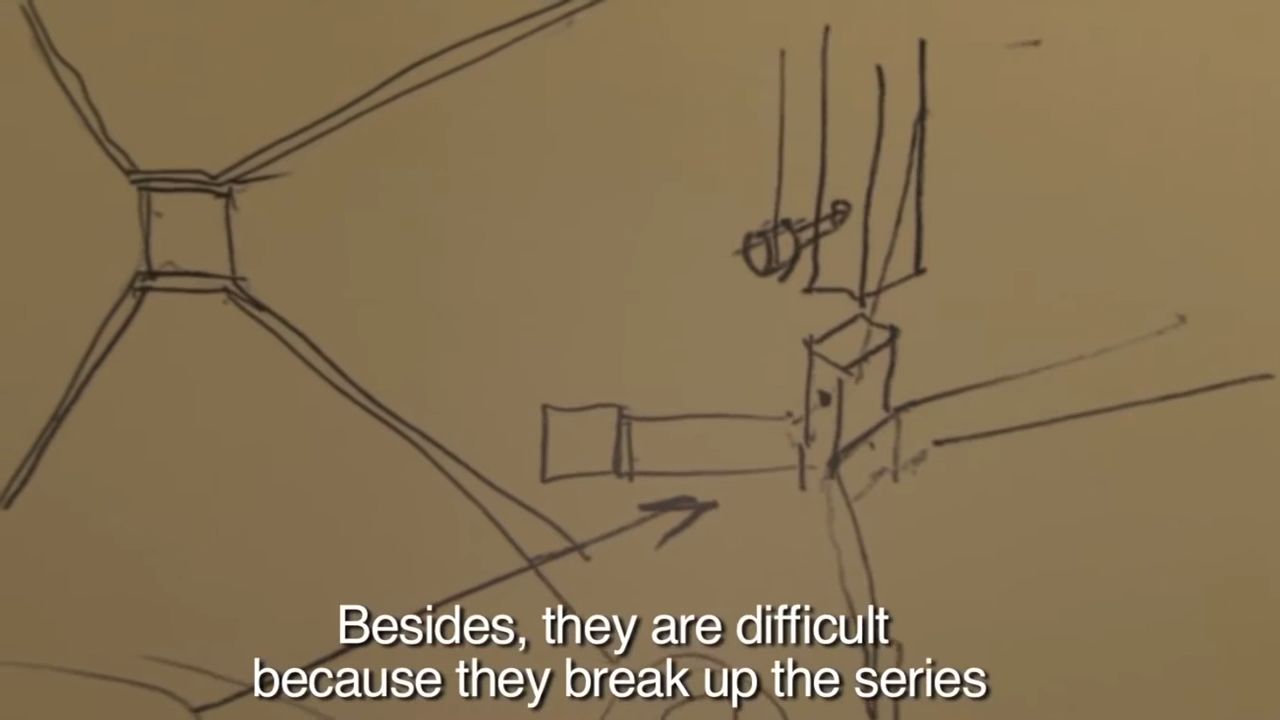 Besides, they are difficult
because they break up the series